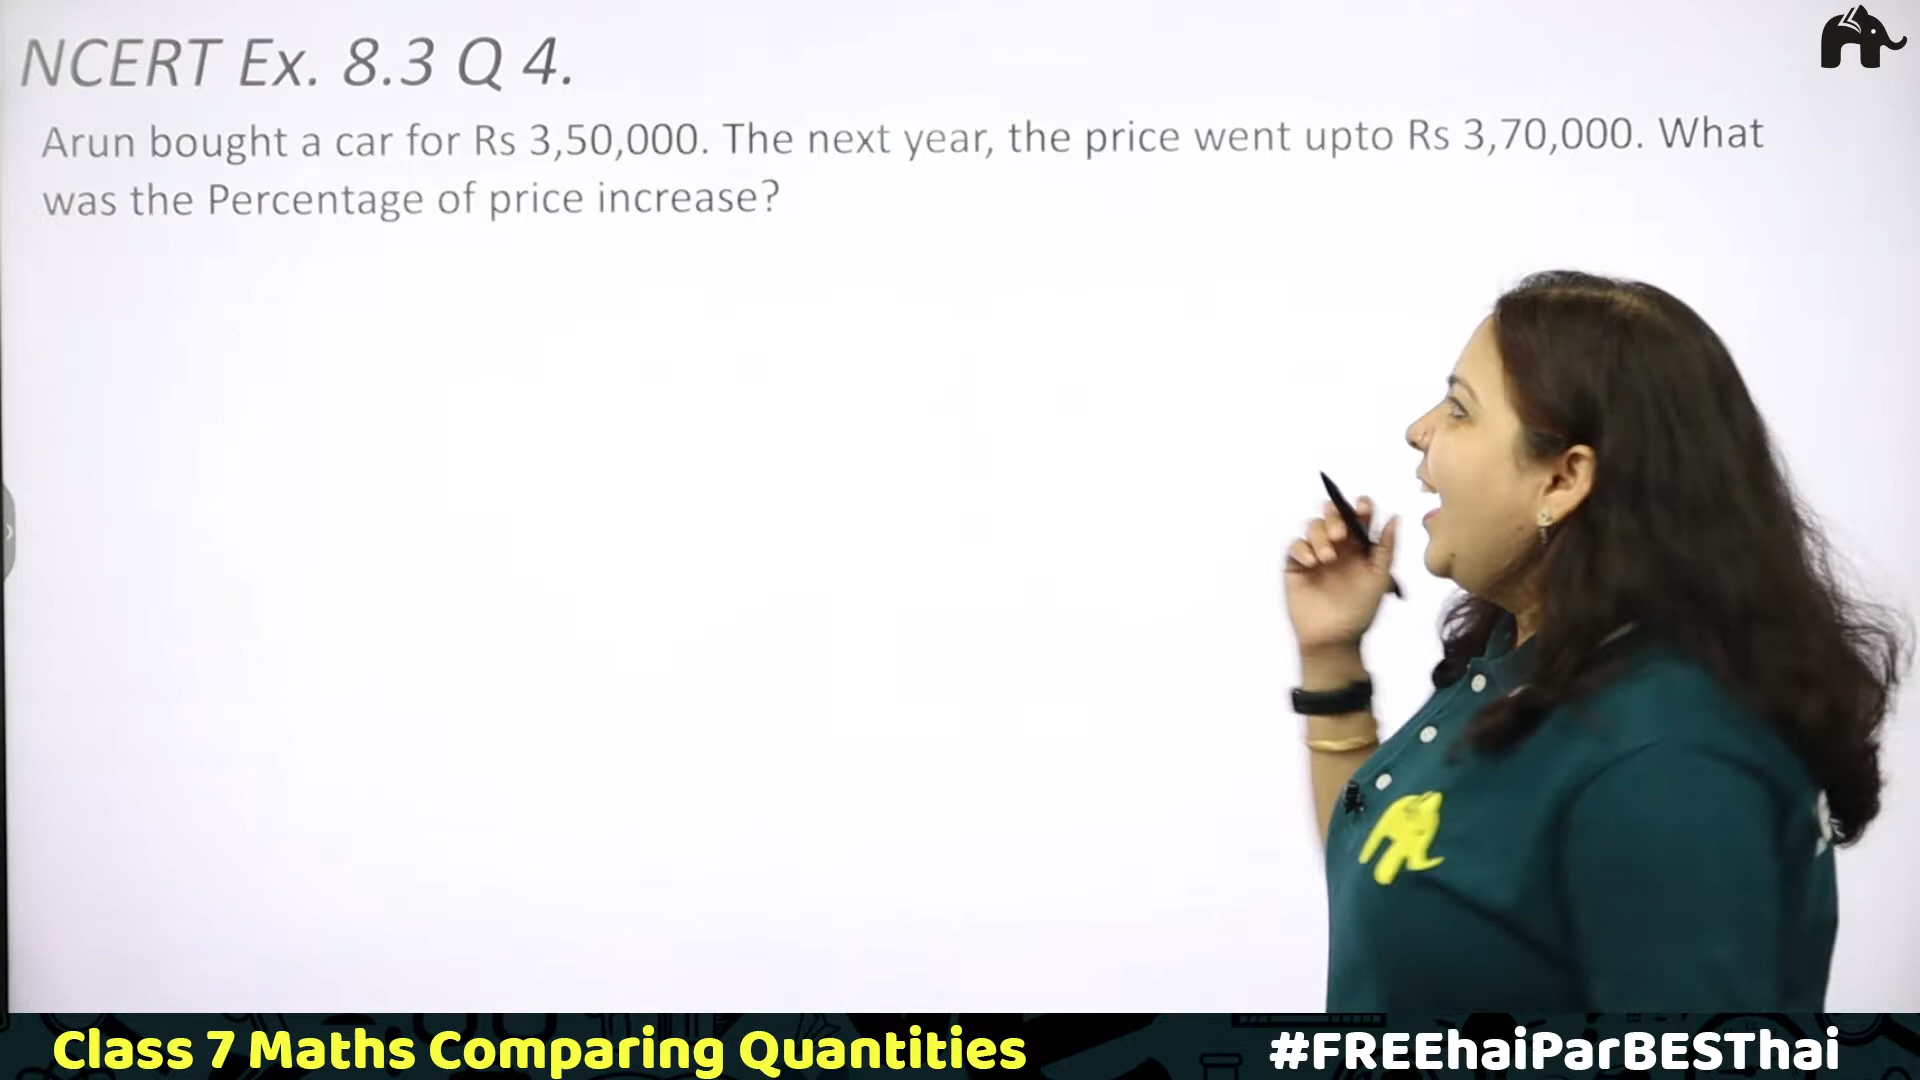 NCERT Ex. 8.3 Q 4.
Arun bought a car for Rs 3,50,000. The next year, the price went upto Rs 3,70,000. What
was the Percentage of price increase?
Class 7 Maths Comparing Quantities
#FREEhaiParBESThai